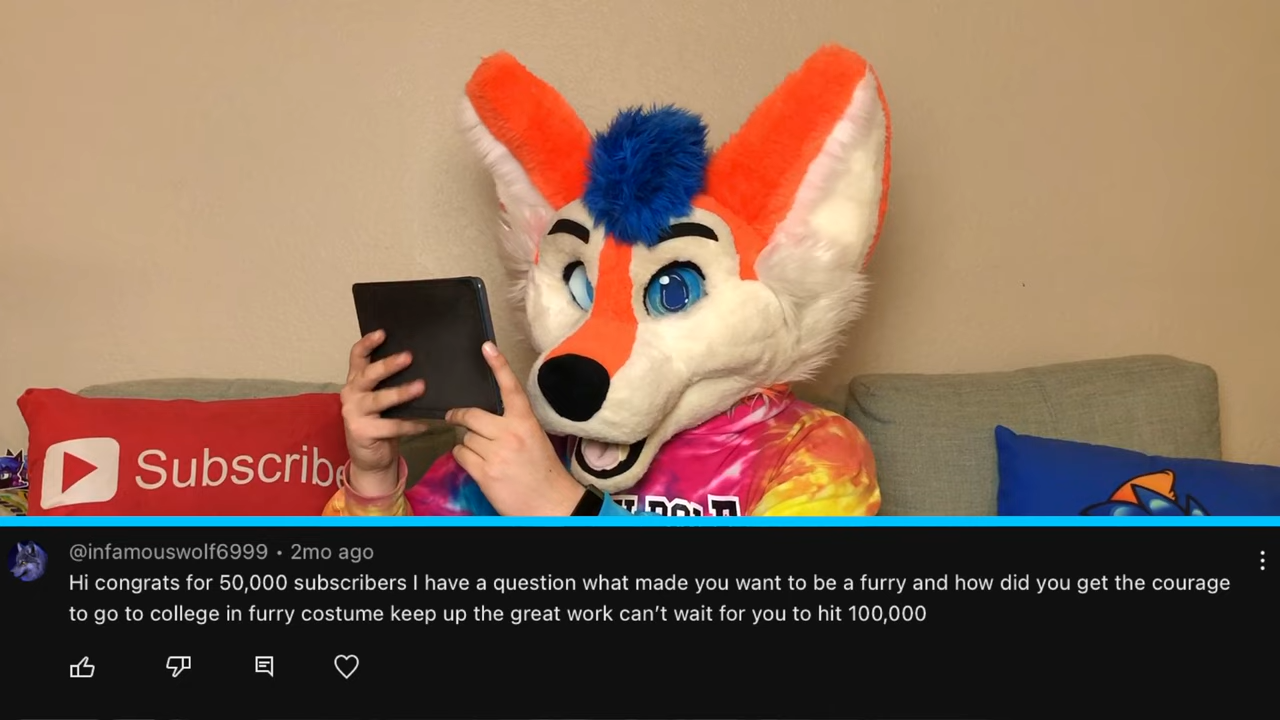 Subscribe
@infamouswolf6999 • 2mo ago
Hi congrats for 50,000 subscribers I have a question what made you want to be a furry and how did you get the courage
to go to college in furry costume keep up the great work can’t wait for you to hit 100,000